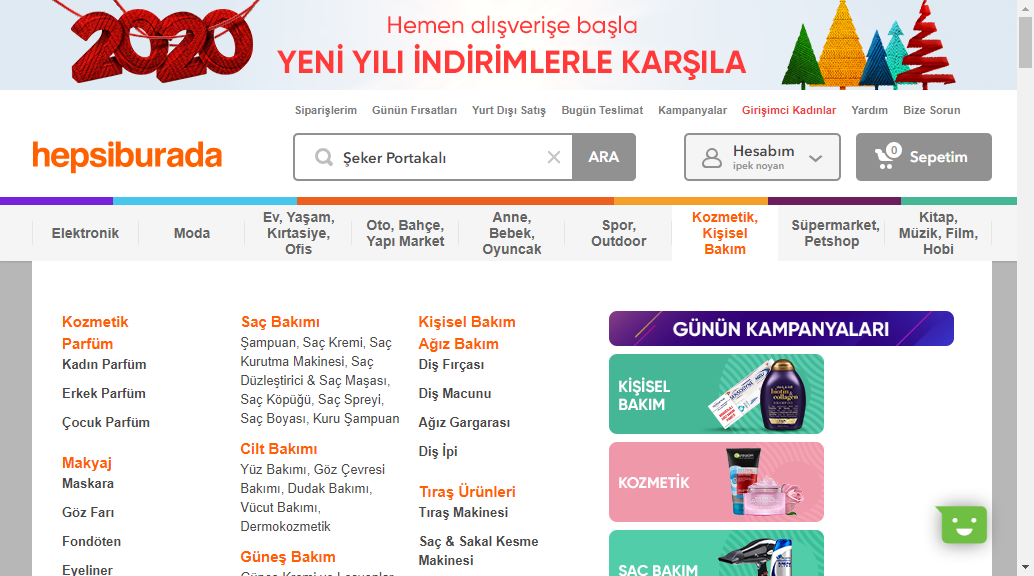 2020
Hemen alışverişe başla
YENİ YILI İNDİRİMLERLE KARŞILA
Siparişlerim Günün Fırsatları Yurt Dışı Satış Bugün Teslimat Kampanyalar Girişimci Kadınlar Yardım Bize Sorun
hepsiburada
Şeker Portakalı
ARA
Hesabım
ipek noyan
0
Sepetim
Elektronik
Moda
Ev, Yaşam,
Kırtasiye,
Ofis
Oto, Bahçe,
Yapı Market
Anne,
Bebek,
Oyuncak
Spor,
Outdoor
Kozmetik,
Kişisel
Bakım
Süpermarket,
Petshop
Kitap,
Müzik, Film,
Hobi
Kozmetik
Parfüm
Kadın Parfüm
Erkek Parfüm
Çocuk Parfüm
Makyaj
Maskara
Göz Farı
Fondöten
Eyeliner
Saç Bakımı
Şampuan, Saç Kremi, Saç
Kurutma Makinesi, Saç
Düzleştirici & Saç Maşası,
Saç Köpüğü, Saç Spreyi,
Saç Boyası, Kuru Şampuan
Cilt Bakımı
Yüz Bakımı, Göz Çevresi
Bakımı, Dudak Bakımı,
Vücut Bakımı,
Dermokozmetik
Güneş Bakım
Güneş Kremi ve Losyonlar
Kişisel Bakım
Ağız Bakım
Diş Fırçası
Diş Macunu
Ağız Gargarası
Diş İpi
Tıraş Ürünleri
Tıraş Makinesi
Saç & Sakal Kesme
Makinesi
GÜNÜN KAMPANYALARI
KİŞİSEL
BAKIM
biotin &
collagen
KOZMETİK
SAÇ BAKIM